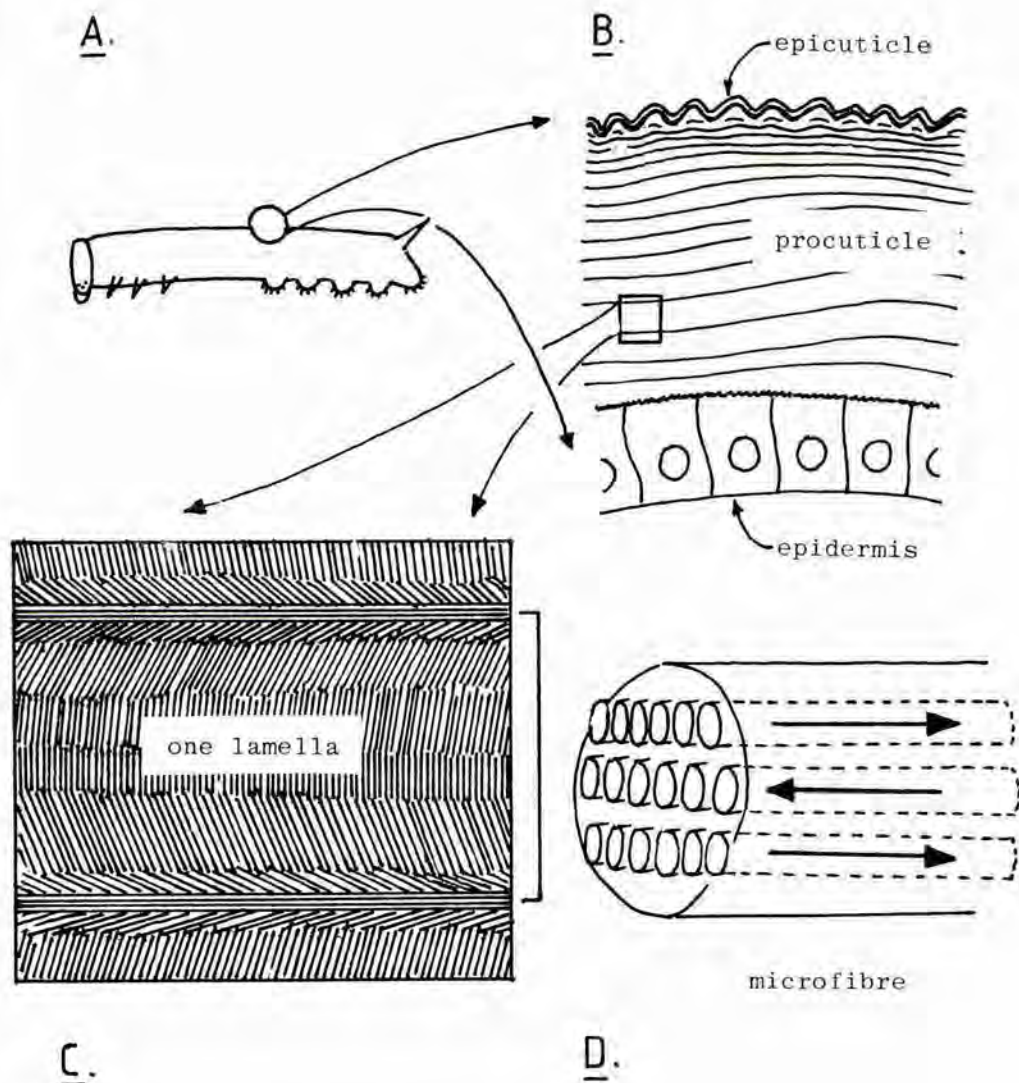 A.
B.
epicuticle
procuticle
epidermis
one lamella
microfibre
C.
D.